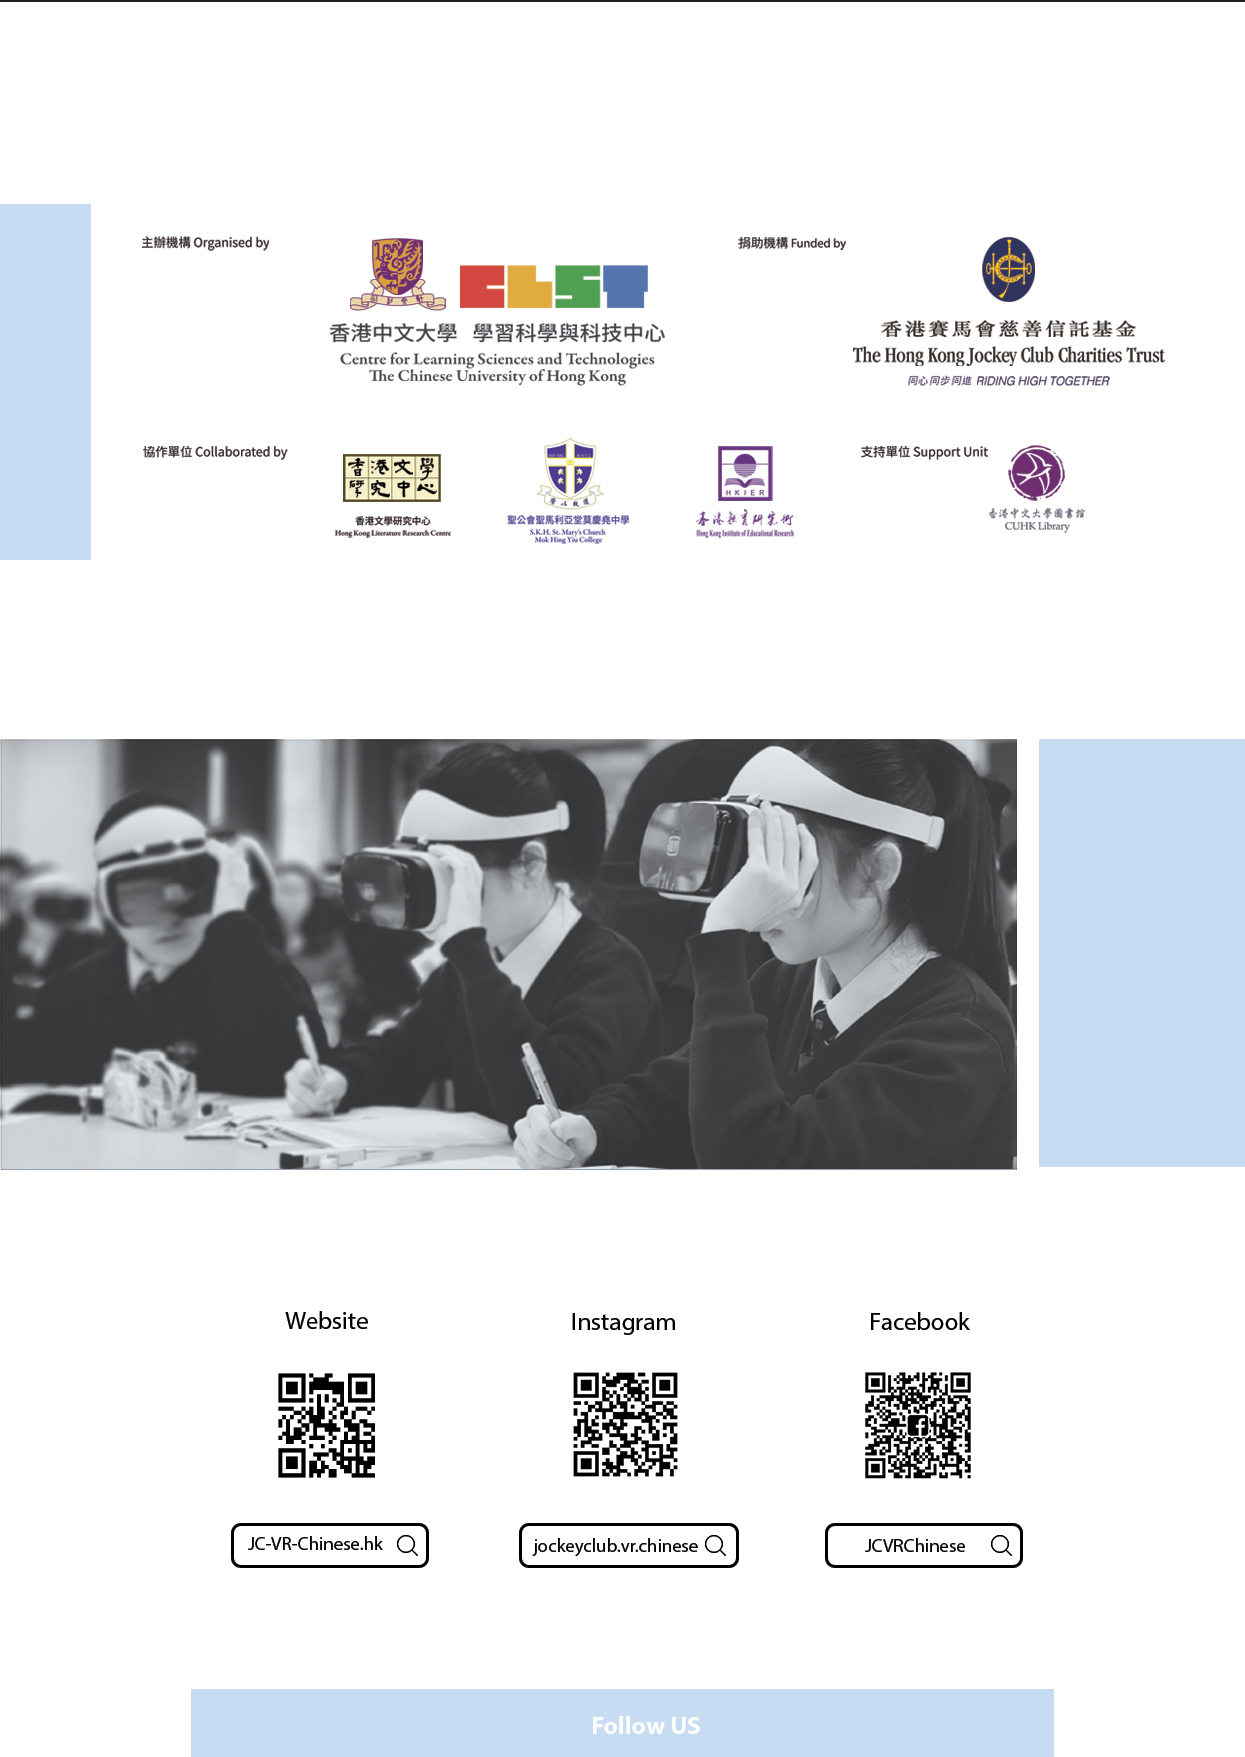 主辦機構 Organised by
CLST
香港中文大學 學習科學與科技中心
Centre for Learning Sciences and Technologies
The Chinese University of Hong Kong
捐助機構 Funded by
香港賽馬會慈善信託基金
The Hong Kong Jockey Club Charities Trust
同心同步同進 RIDING HIGH TOGETHER
協作單位 Collaborated by
香港文學
研究中心
香港文學研究中心
Hong Kong Literature Research Centre
聖公會聖馬利亞堂莫慶堯中學
S.K.H. St. Mary's Church
Mok Hing Yiu College
HKIER
香港教育研究所
Hong Kong Institute of Educational Research
支持單位 Support Unit
香港中文大學圖書館
CUHK Library
Website
Instagram
Facebook
JC-VR-Chinese.hk
jockeyclub.vr.chinese
JCVRChinese
Follow US